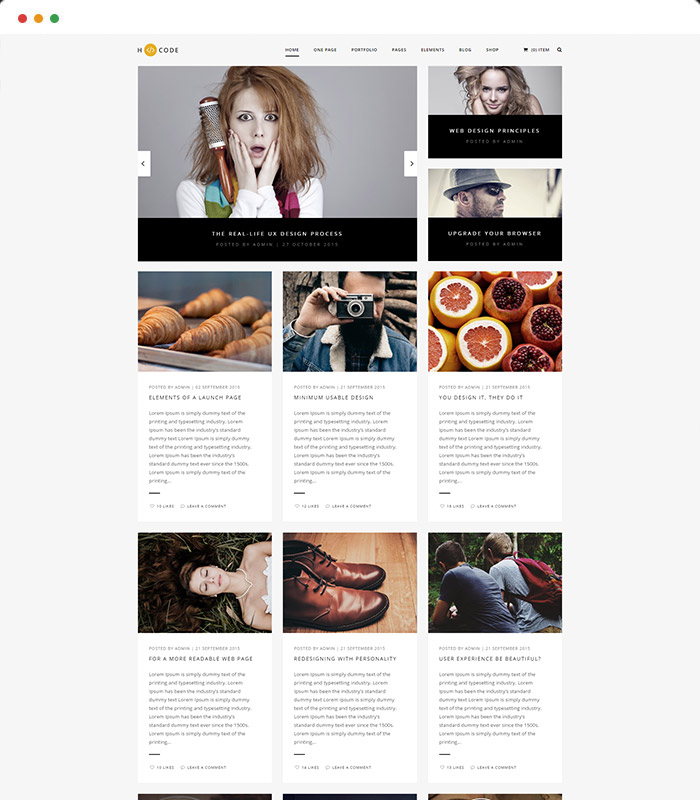 H </> CODE
HOME ONE PAGE PORTFOLIO PAGES ELEMENTS BLOG SHOP (0) ITEM
THE REAL-LIFE UX DESIGN PROCESS
POSTED BY ADMIN | 27 OCTOBER 2015
WEB DESIGN PRINCIPLES
POSTED BY ADMIN
UPGRADE YOUR BROWSER
POSTED BY ADMIN
POSTED BY ADMIN | 02 SEPTEMBER 2015
ELEMENTS OF A LAUNCH PAGE
Lorem Ipsum is simply dummy text of the
printing and typesetting industry. Lorem
Ipsum has been the industry's standard
dummy text Lorem Ipsum is simply dummy
text of the printing and typesetting industry.
Lorem Ipsum has been the industry's
standard dummy text ever since the 1500s.
Lorem Ipsum is simply dummy text of the
printing...
10 LIKES LEAVE A COMMENT
POSTED BY ADMIN | 21 SEPTEMBER 2015
MINIMUM USABLE DESIGN
Lorem Ipsum is simply dummy text of the
printing and typesetting industry. Lorem
Ipsum has been the industry's standard
dummy text Lorem Ipsum is simply dummy
text of the printing and typesetting industry.
Lorem Ipsum has been the industry's
standard dummy text ever since the 1500s.
Lorem Ipsum is simply dummy text of the
printing...
12 LIKES LEAVE A COMMENT
POSTED BY ADMIN | 21 SEPTEMBER 2015
YOU DESIGN IT, THEY DO IT
Lorem Ipsum is simply dummy text of the
printing and typesetting industry. Lorem
Ipsum has been the industry's standard
dummy text Lorem Ipsum is simply dummy
text of the printing and typesetting industry.
Lorem Ipsum has been the industry's
standard dummy text ever since the 1500s.
Lorem Ipsum is simply dummy text of the
printing...
LIKES LEAVE A COMMENT
POSTED BY ADMIN | 21 SEPTEMBER 2015
FOR A MORE READABLE WEB PAGE
Lorem Ipsum is simply dummy text of the
printing and typesetting industry. Lorem
Ipsum has been the industry's standard
dummy text Lorem Ipsum is simply dummy
text of the printing and typesetting industry.
Lorem Ipsum has been the industry's
standard dummy text ever since the 1500s.
Lorem Ipsum is simply dummy text of the
printing...
10 LIKES LEAVE A COMMENT
POSTED BY ADMIN | 21 SEPTEMBER 2015
REDESIGNING WITH PERSONALITY
Lorem Ipsum is simply dummy text of the
printing and typesetting industry. Lorem
Ipsum has been the industry's standard
dummy text Lorem Ipsum is simply dummy
text of the printing and typesetting industry.
Lorem Ipsum has been the industry's
standard dummy text ever since the 1500s.
Lorem Ipsum is simply dummy text of the
printing...
14 LIKES LEAVE A COMMENT
POSTED BY ADMIN | 21 SEPTEMBER 2015
USER EXPERIENCE BE BEAUTIFUL?
Lorem Ipsum is simply dummy text of the
printing and typesetting industry. Lorem
Ipsum has been the industry's standard
dummy text Lorem Ipsum is simply dummy
text of the printing and typesetting industry.
Lorem Ipsum has been the industry's
standard dummy text ever since the 1500s.
Lorem Ipsum is simply dummy text of the
printing...
LIKES LEAVE A COMMENT